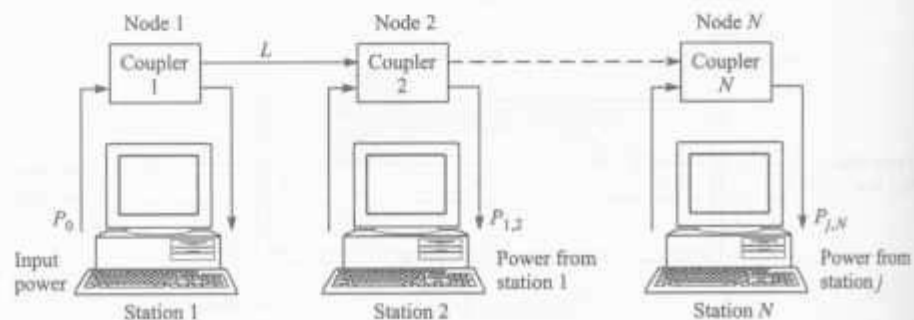 Node 1
Node 2
Node N
Coupler
1
L
Coupler
2
Coupler
N
P0
P1,2
Pj,N
Input
power
Power from
station 1
Power from
station j
Station 1
Station 2
Station N